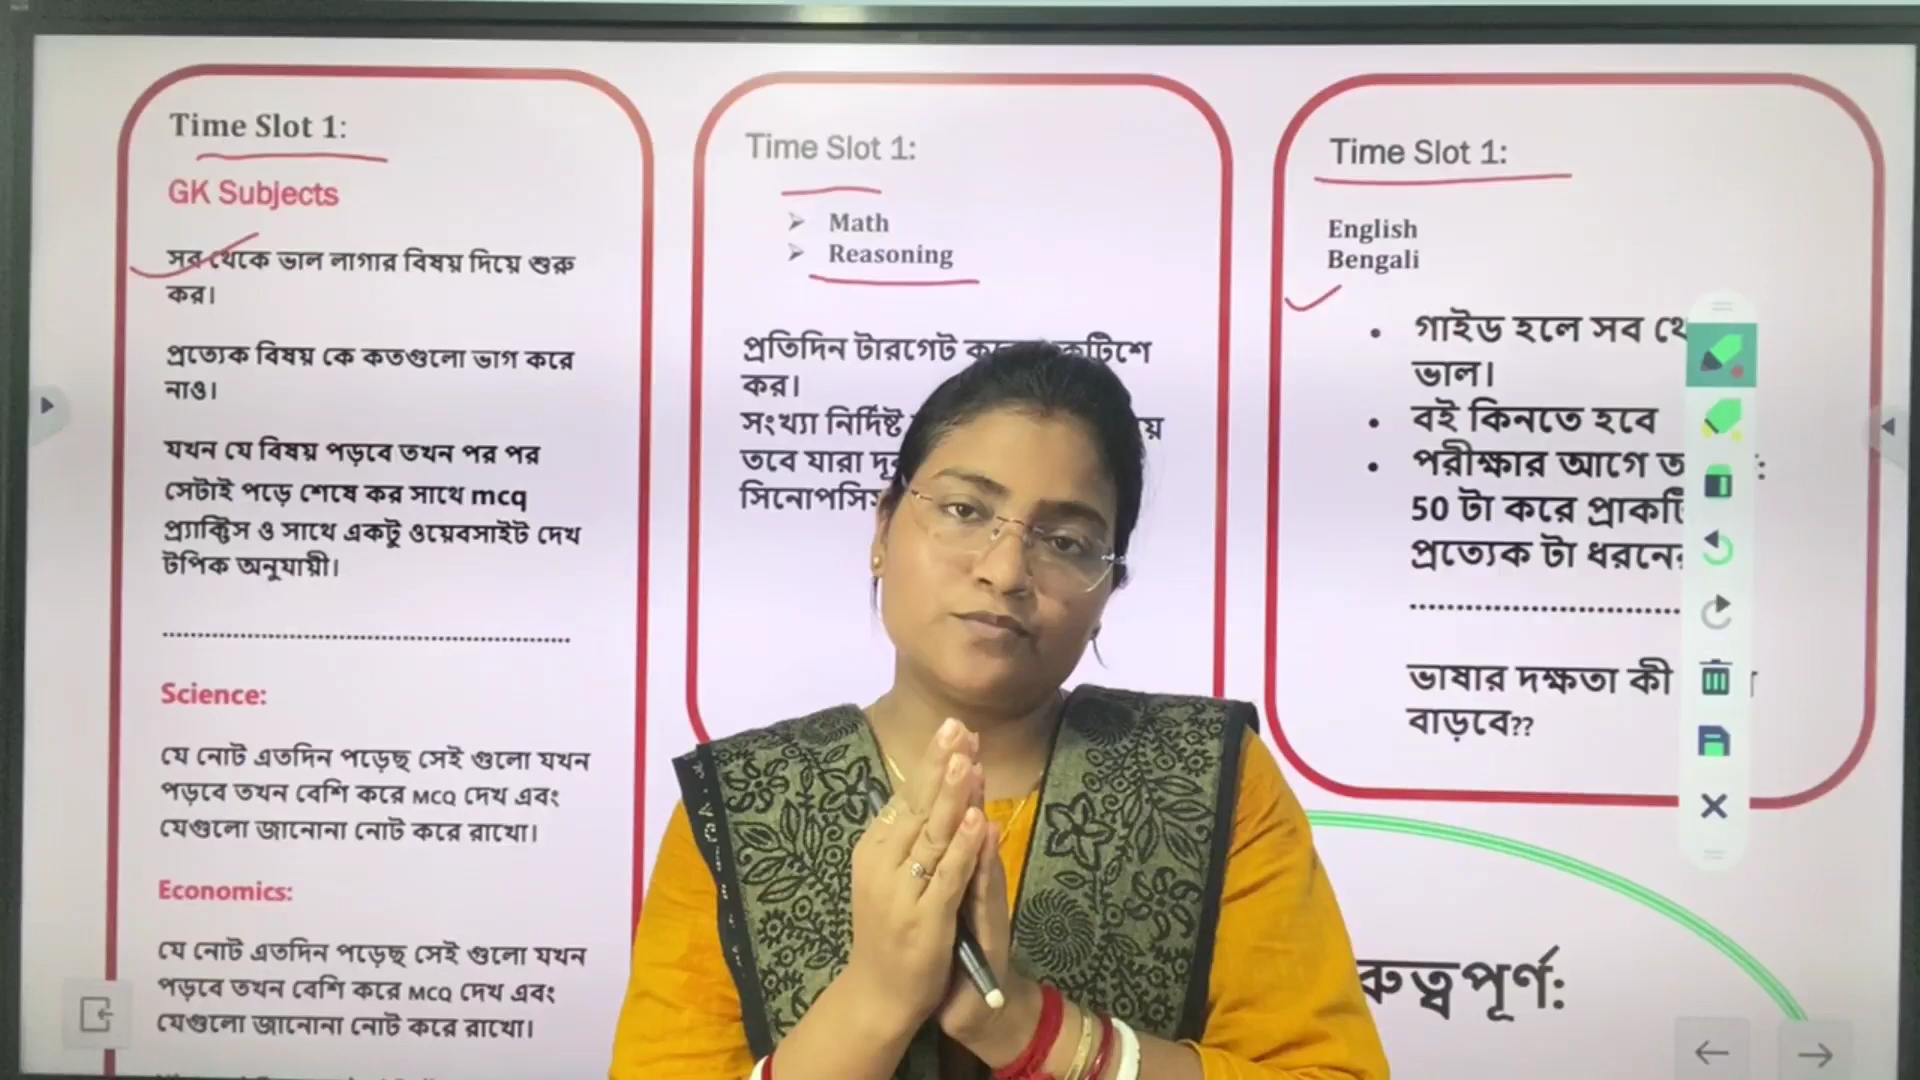 Time Slot 1:
GK Subjects
সব থেকে ভাল লাগার বিষয় দিয়ে শুরু
কর।
প্রত্যেক বিষয় কে কতগুলো ভাগ করে
নাও।
যখন যে বিষয় পড়বে তখন পর পর
সেটাই পড়ে শেষে কর সাথে mcq
প্র্যাক্টিস ও সাথে একটু ওয়েবসাইট দেখ
টপিক অনুযায়ী।
Science:
যে নোট এতদিন পড়েছ সেই গুলো যখন
পড়বে তখন বেশি করে MCQ দেখ এবং
যেগুলো জানোনা নোট করে রাখো।
Economics:
যে নোট এতদিন পড়েছ সেই গুলো যখন
পড়বে তখন বেশি করে MCQ দেখ এবং
যেগুলো জানোনা নোট করে রাখো।
Time Slot 1:
Math
Reasoning
প্রতিদিন টারগেট
কর।
সংখ্যা নির্দিষ্ট
তবে যারা
Time Slot 1:
English
Bengali
গাইড হলে সব
ভাল।
বই কিনতে হবে
পরীক্ষার আগে
50 টা করে
প্রত্যেক টা
ভাষার দক্ষতা কী
বাড়বে??